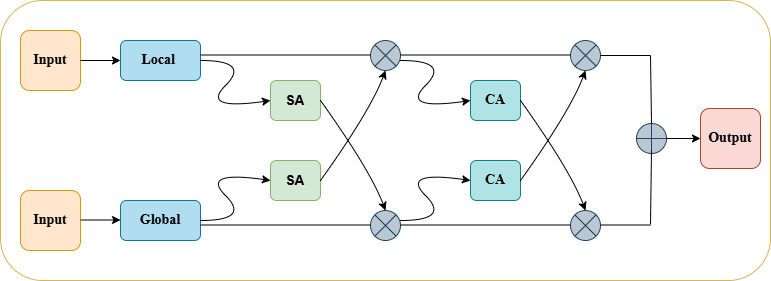 Input
Local
SA
CA
Output
SA
CA
Input
Global